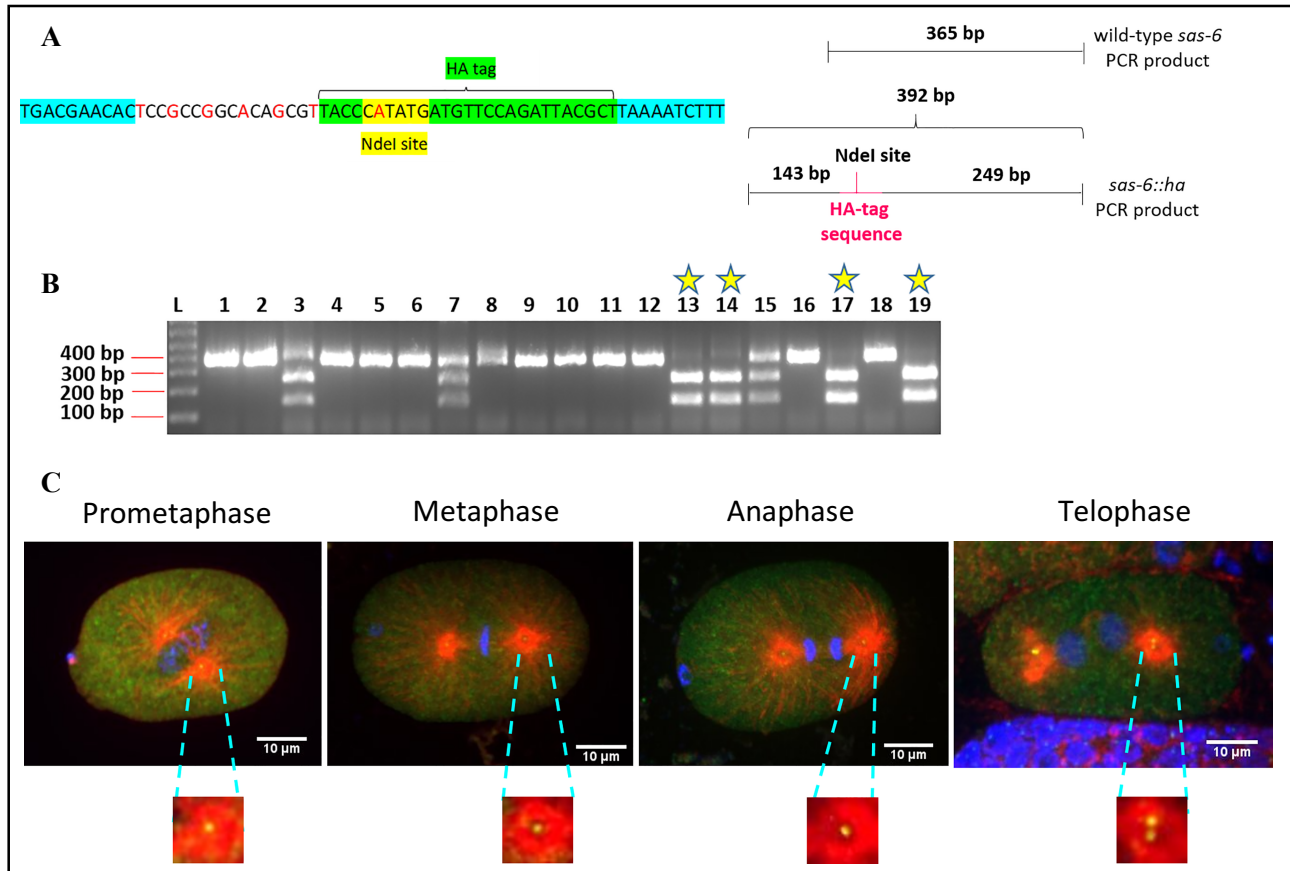 A
HA tag
TGACGAACACTCCGCCGGCACAGCGTTACCCATATGATGTTCCAGATTACGCTTAAAATCTTT
NdeI site
365 bp
wild-type sas-6
PCR product
392 bp
NdeI site
143 bp
249 bp
HA-tag
sequence
sas-6::ha
PCR product
B
L 1 2 3 4 5 6 7 8 9 10 11 12 13 14 15 16 17 18 19
400 bp
300 bp
200 bp
100 bp
C
Prometaphase
Metaphase
Anaphase
Telophase
10 µm
10 µm
10 µm
10 µm